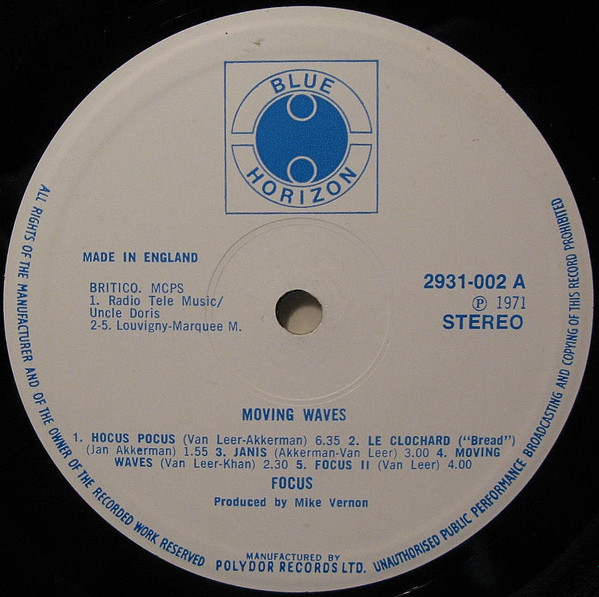 BLUE
HORIZON
MADE IN ENGLAND
BRITICO. MCPS
1. Radio Tele Music/
Uncle Doris
2-5. Louvigny-Marquee M.
2931-002 A
Ⓟ 1971
STEREO
MOVING WAVES
1. HOCUS POCUS (Van Leer-Akkerman) 6.35 2. LE CLOCHARD ("Bread")
(Jan Akkerman) 1.55 3. JANIS (Akkerman-Van Leer) 3.00 4. MOVING
WAVES (Van Leer-Khan) 2.30 5. FOCUS II (Van Leer) 4.00
FOCUS
Produced by Mike Vernon
MANUFACTURED BY
POLYDOR RECORDS LTD.
ALL RIGHTS OF THE MANUFACTURER AND OF THE OWNER OF THE RECORDED WORK RESERVED
UNAUTHORISED PUBLIC PERFORMANCE BROADCASTING AND COPYING OF THIS RECORD PROHIBITED